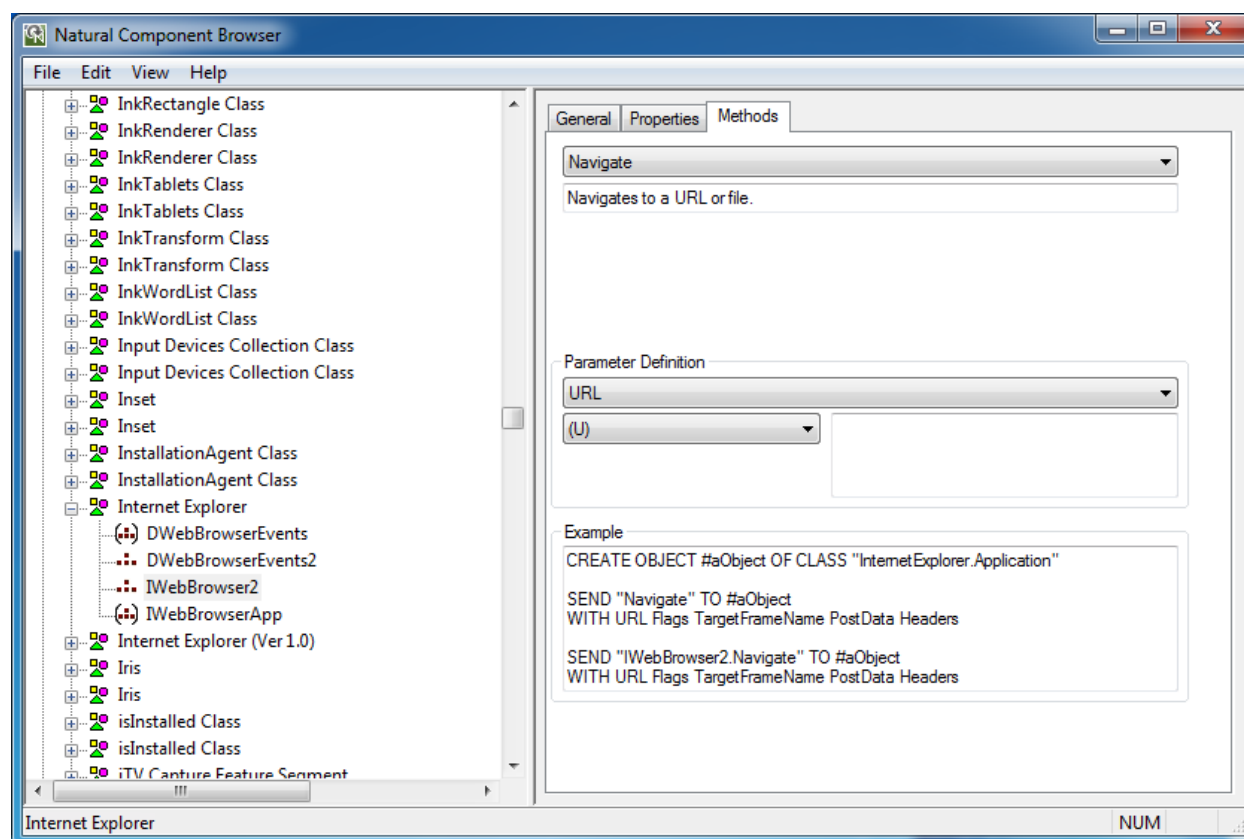 Natural Component Browser
File Edit View Help
InkRectangle Class
InkRenderer Class
InkRenderer Class
InkTablets Class
InkTablets Class
InkTransform Class
InkTransform Class
InkWordList Class
InkWordList Class
Input Devices Collection Class
Input Devices Collection Class
Inset
Inset
InstallationAgent Class
InstallationAgent Class
Internet Explorer
DWebBrowserEvents
DWebBrowserEvents2
IWebBrowser2
IWebBrowserApp
Internet Explorer (Ver 1.0)
Iris
Iris
isInstalled Class
isInstalled Class
iTV Capture Feature Segment
General Properties Methods
Navigate
Navigates to a URL or file.
Parameter Definition
URL
(U)
Example
CREATE OBJECT #aObject OF CLASS "InternetExplorer.Application"
SEND "Navigate" TO #aObject
WITH URL Flags TargetFrameName PostData Headers
SEND "IWebBrowser2.Navigate" TO #aObject
WITH URL Flags TargetFrameName PostData Headers
Internet Explorer
NUM